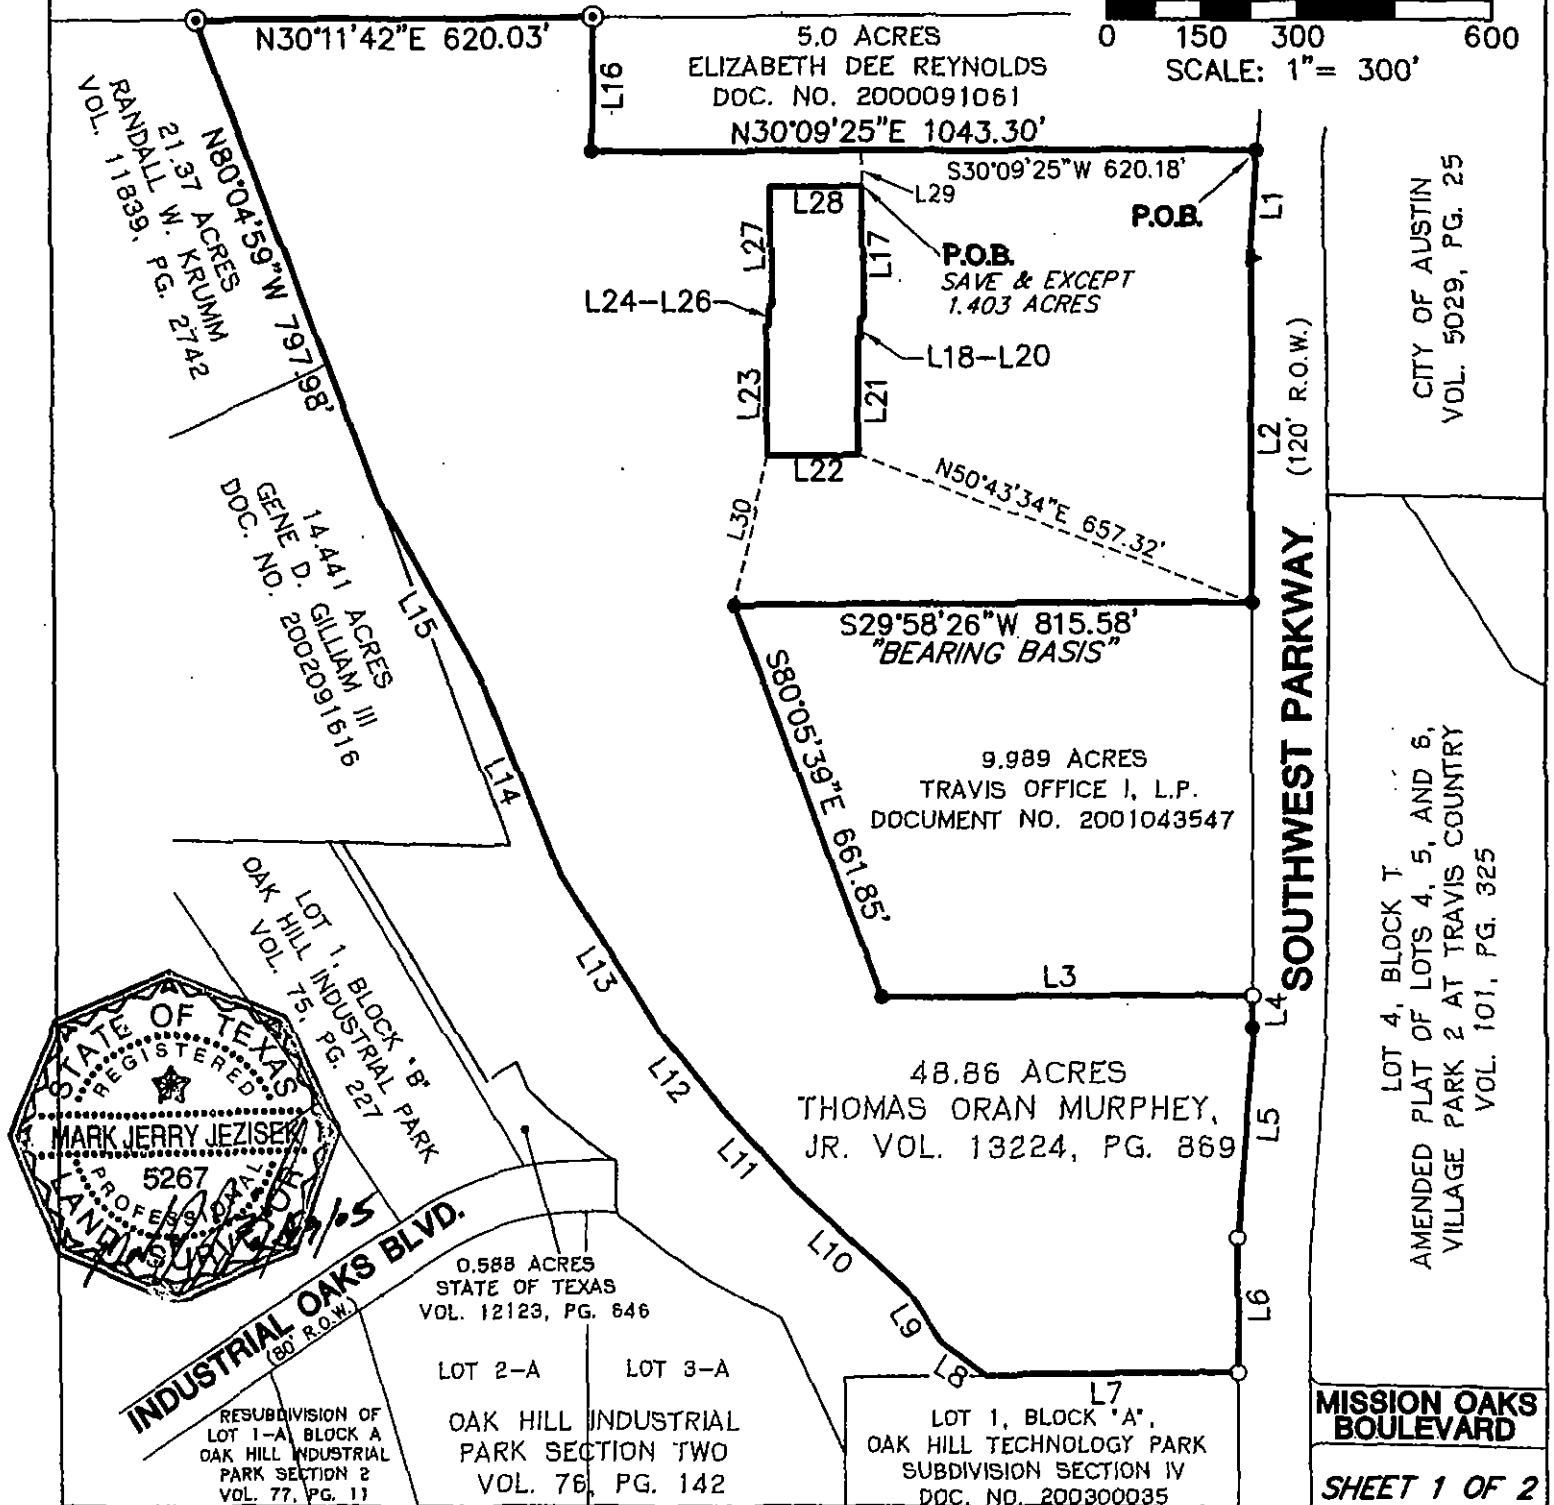 N30°11'42"E 620.03'
L16
5.0 ACRES
ELIZABETH DEE REYNOLDS
DOC. NO. 2000091061
N30°09'25"E 1043.30'
0 150 300 600
SCALE: 1"= 300'
S30°09'25"W 620.18'
L29
L28
P.O.B.
L1
L27
L17
P.O.B.
SAVE & EXCEPT
1.403 ACRES
L24-L26
L18-L20
L23
L21
L22
L2
(120' R.O.W.)
N50°43'34"E 657.32'
L30
RANDALL W. KRUMM
21.37 ACRES
VOL. 11839, PG. 2742
N80°04'59"W 797.98'
CITY OF AUSTIN
VOL. 5029, PG. 25
14.441 ACRES
GENE D. GILLIAM III
DOC. NO. 2002091616
L15
S29°58'26"W 815.58'
"BEARING BASIS"
S80°05'39"E 661.85'
9.989 ACRES
TRAVIS OFFICE I, L.P.
DOCUMENT NO. 2001043547
SOUTHWEST PARKWAY
LOT 4, BLOCK T
AMENDED PLAT OF LOTS 4, 5, AND 6,
VILLAGE PARK 2 AT TRAVIS COUNTRY
VOL. 101, PG. 325
L14
L13
L3
L4
LOT 1, BLOCK 'B'
OAK HILL INDUSTRIAL PARK
VOL. 75, PG. 227
L12
48.86 ACRES
THOMAS ORAN MURPHEY,
JR. VOL. 13224, PG. 869
L5
L11
L10
L9
L8
L7
L6
STATE OF TEXAS
REGISTERED
MARK JERRY JEZISEK
5267
PROFESSIONAL
LAND SURVEYOR
INDUSTRIAL OAKS BLVD.
(80' R.O.W.)
0.588 ACRES
STATE OF TEXAS
VOL. 12123, PG. 646
LOT 2-A LOT 3-A
OAK HILL INDUSTRIAL
PARK SECTION TWO
VOL. 76, PG. 142
RESUBDIVISION OF
LOT 1-A BLOCK A
OAK HILL INDUSTRIAL
PARK SECTION 2
VOL. 77, PG. 11
LOT 1, BLOCK 'A',
OAK HILL TECHNOLOGY PARK
SUBDIVISION SECTION IV
DOC. NO. 200300035
MISSION OAKS
BOULEVARD
SHEET 1 OF 2